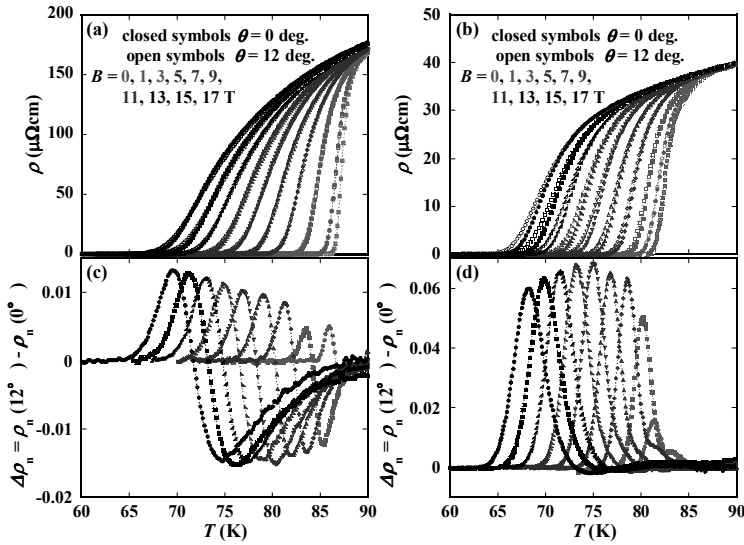 200
150
100
50
0
ρ (μΩcm)
(a)
closed symbols θ = 0 deg.
open symbols θ = 12 deg.
B = 0, 1, 3, 5, 7, 9,
11, 13, 15, 17 T
50
40
30
20
10
0
ρ (μΩcm)
(b)
closed symbols θ = 0 deg.
open symbols θ = 12 deg.
B = 0, 1, 3, 5, 7, 9,
11, 13, 15, 17 T
0.01
0
-0.01
-0.02
Δρn = ρn (12°) - ρn (0°)
(c)
60 65 70 75 80 85 90
T (K)
0.06
0.04
0.02
0
Δρn = ρn (12°) - ρn (0°)
(d)
60 65 70 75 80 85 90
T (K)